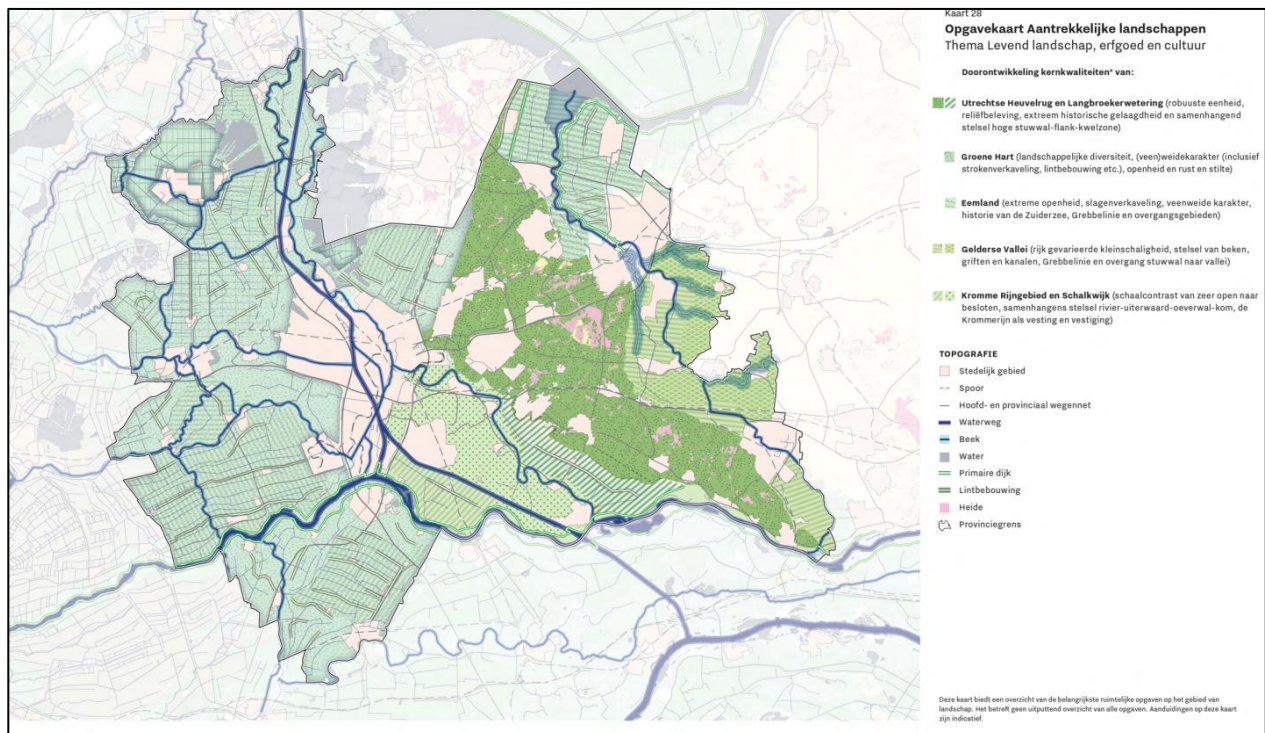 Kaart 28
Opgavekaart Aantrekkelijke landschappen
Thema Levend landschap, erfgoed en cultuur
Doorontwikkeling kernkwaliteiten* van:
Utrechtse Heuvelrug en Langbroekerwetering (robuuste eenheid,
reliëfbeleving, extreem historische gelaagdheid en samenhangend
stelsel hoge stuwwal-flank-kwelzone)
Groene Hart (landschappelijke diversiteit, (veen)weidekarakter (inclusief
strokenverkaveling, lintbebouwing etc.), openheid en rust en stilte)
Eemland (extreme openheid, slagenverkaveling, veenweide karakter,
historie van de Zuiderzee, Grebbelinie en overgangsgebieden)
Gelderse Vallei (rijk gevarieerde kleinschaligheid, stelsel van beken,
griften en kanalen, Grebbelinie en overgang stuwwal naar vallei)
Kromme Rijngebied en Schalkwijk (schaalcontrast van zeer open naar
besloten, samenhangens stelsel rivier-uiterwaard-oeverwal-kom, de
Krommerijn als vesting en vestiging)
TOPOGRAFIE
Stedelijk gebied
Spoor
Hoofd- en provinciaal wegennet
Waterweg
Beek
Water
Primaire dijk
Lintbebouwing
Heide
Provinciegrens
Deze kaart biedt een overzicht van de belangrijkste ruimtelijke opgaven op het gebied van
landschap. Het betreft geen uitputtend overzicht van alle opgaven. Aanduidingen op deze kaart
zijn indicatief.